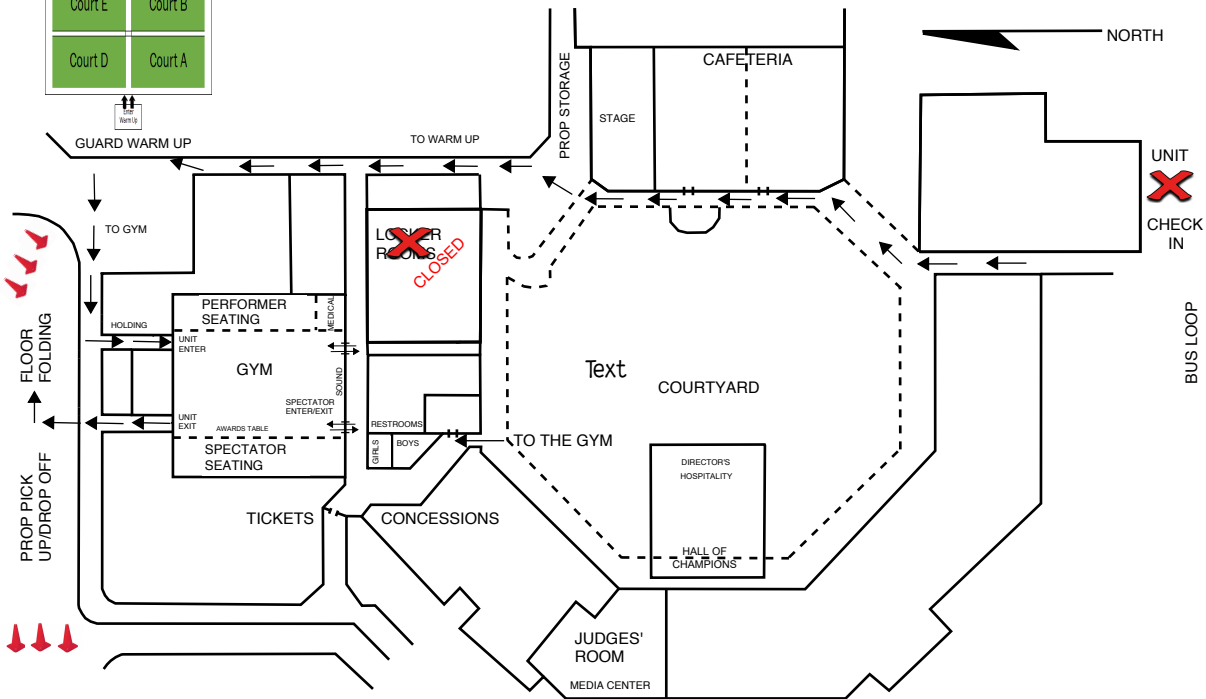 Court E
Court B
Court D
Court A
Enter
Warm Up
GUARD WARM UP
TO WARM UP
PROP STORAGE
STAGE
CAFETERIA
NORTH
UNIT
CHECK
IN
BUS LOOP
TO GYM
LOCKER
ROOMS
CLOSED
HOLDING
PERFORMER
SEATING
MEDICAL
UNIT
ENTER
GYM
SOUND
SPECTATOR
ENTER/EXIT
UNIT
EXIT
AWARDS TABLE
SPECTATOR
SEATING
FLOOR
FOLDING
PROP PICK
UP/DROP OFF
RESTROOMS
GIRLS
BOYS
TO THE GYM
Text
COURTYARD
DIRECTOR'S
HOSPITALITY
HALL OF
CHAMPIONS
TICKETS
CONCESSIONS
JUDGES'
ROOM
MEDIA CENTER